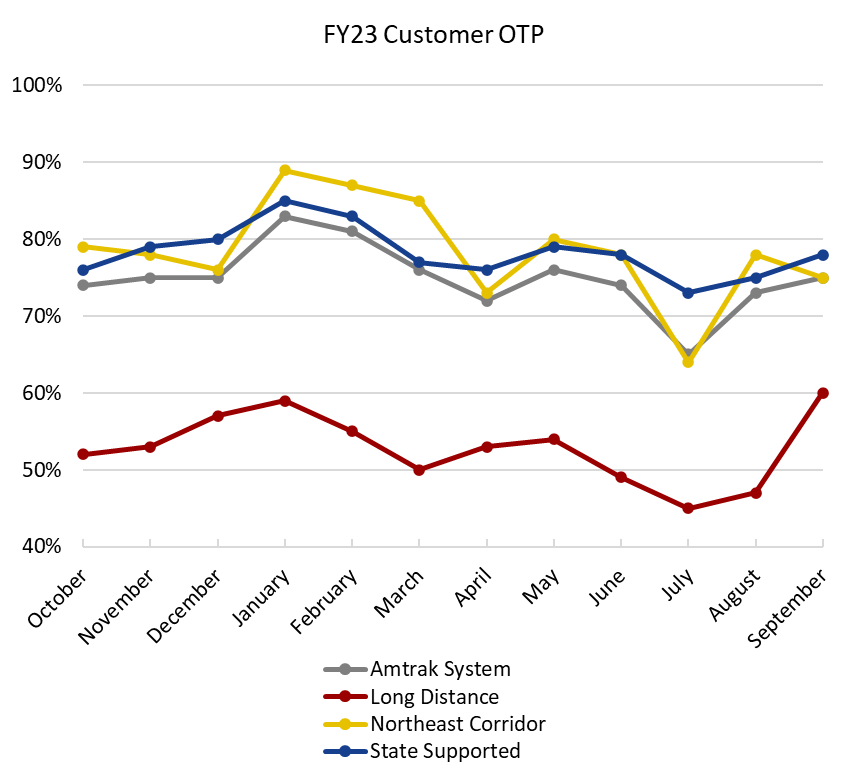 FY23 Customer OTP
100%
90%
80%
70%
60%
50%
40%
October
November
December
January
February
March
April
May
June
July
August
September
Amtrak System
Long Distance
Northeast Corridor
State Supported